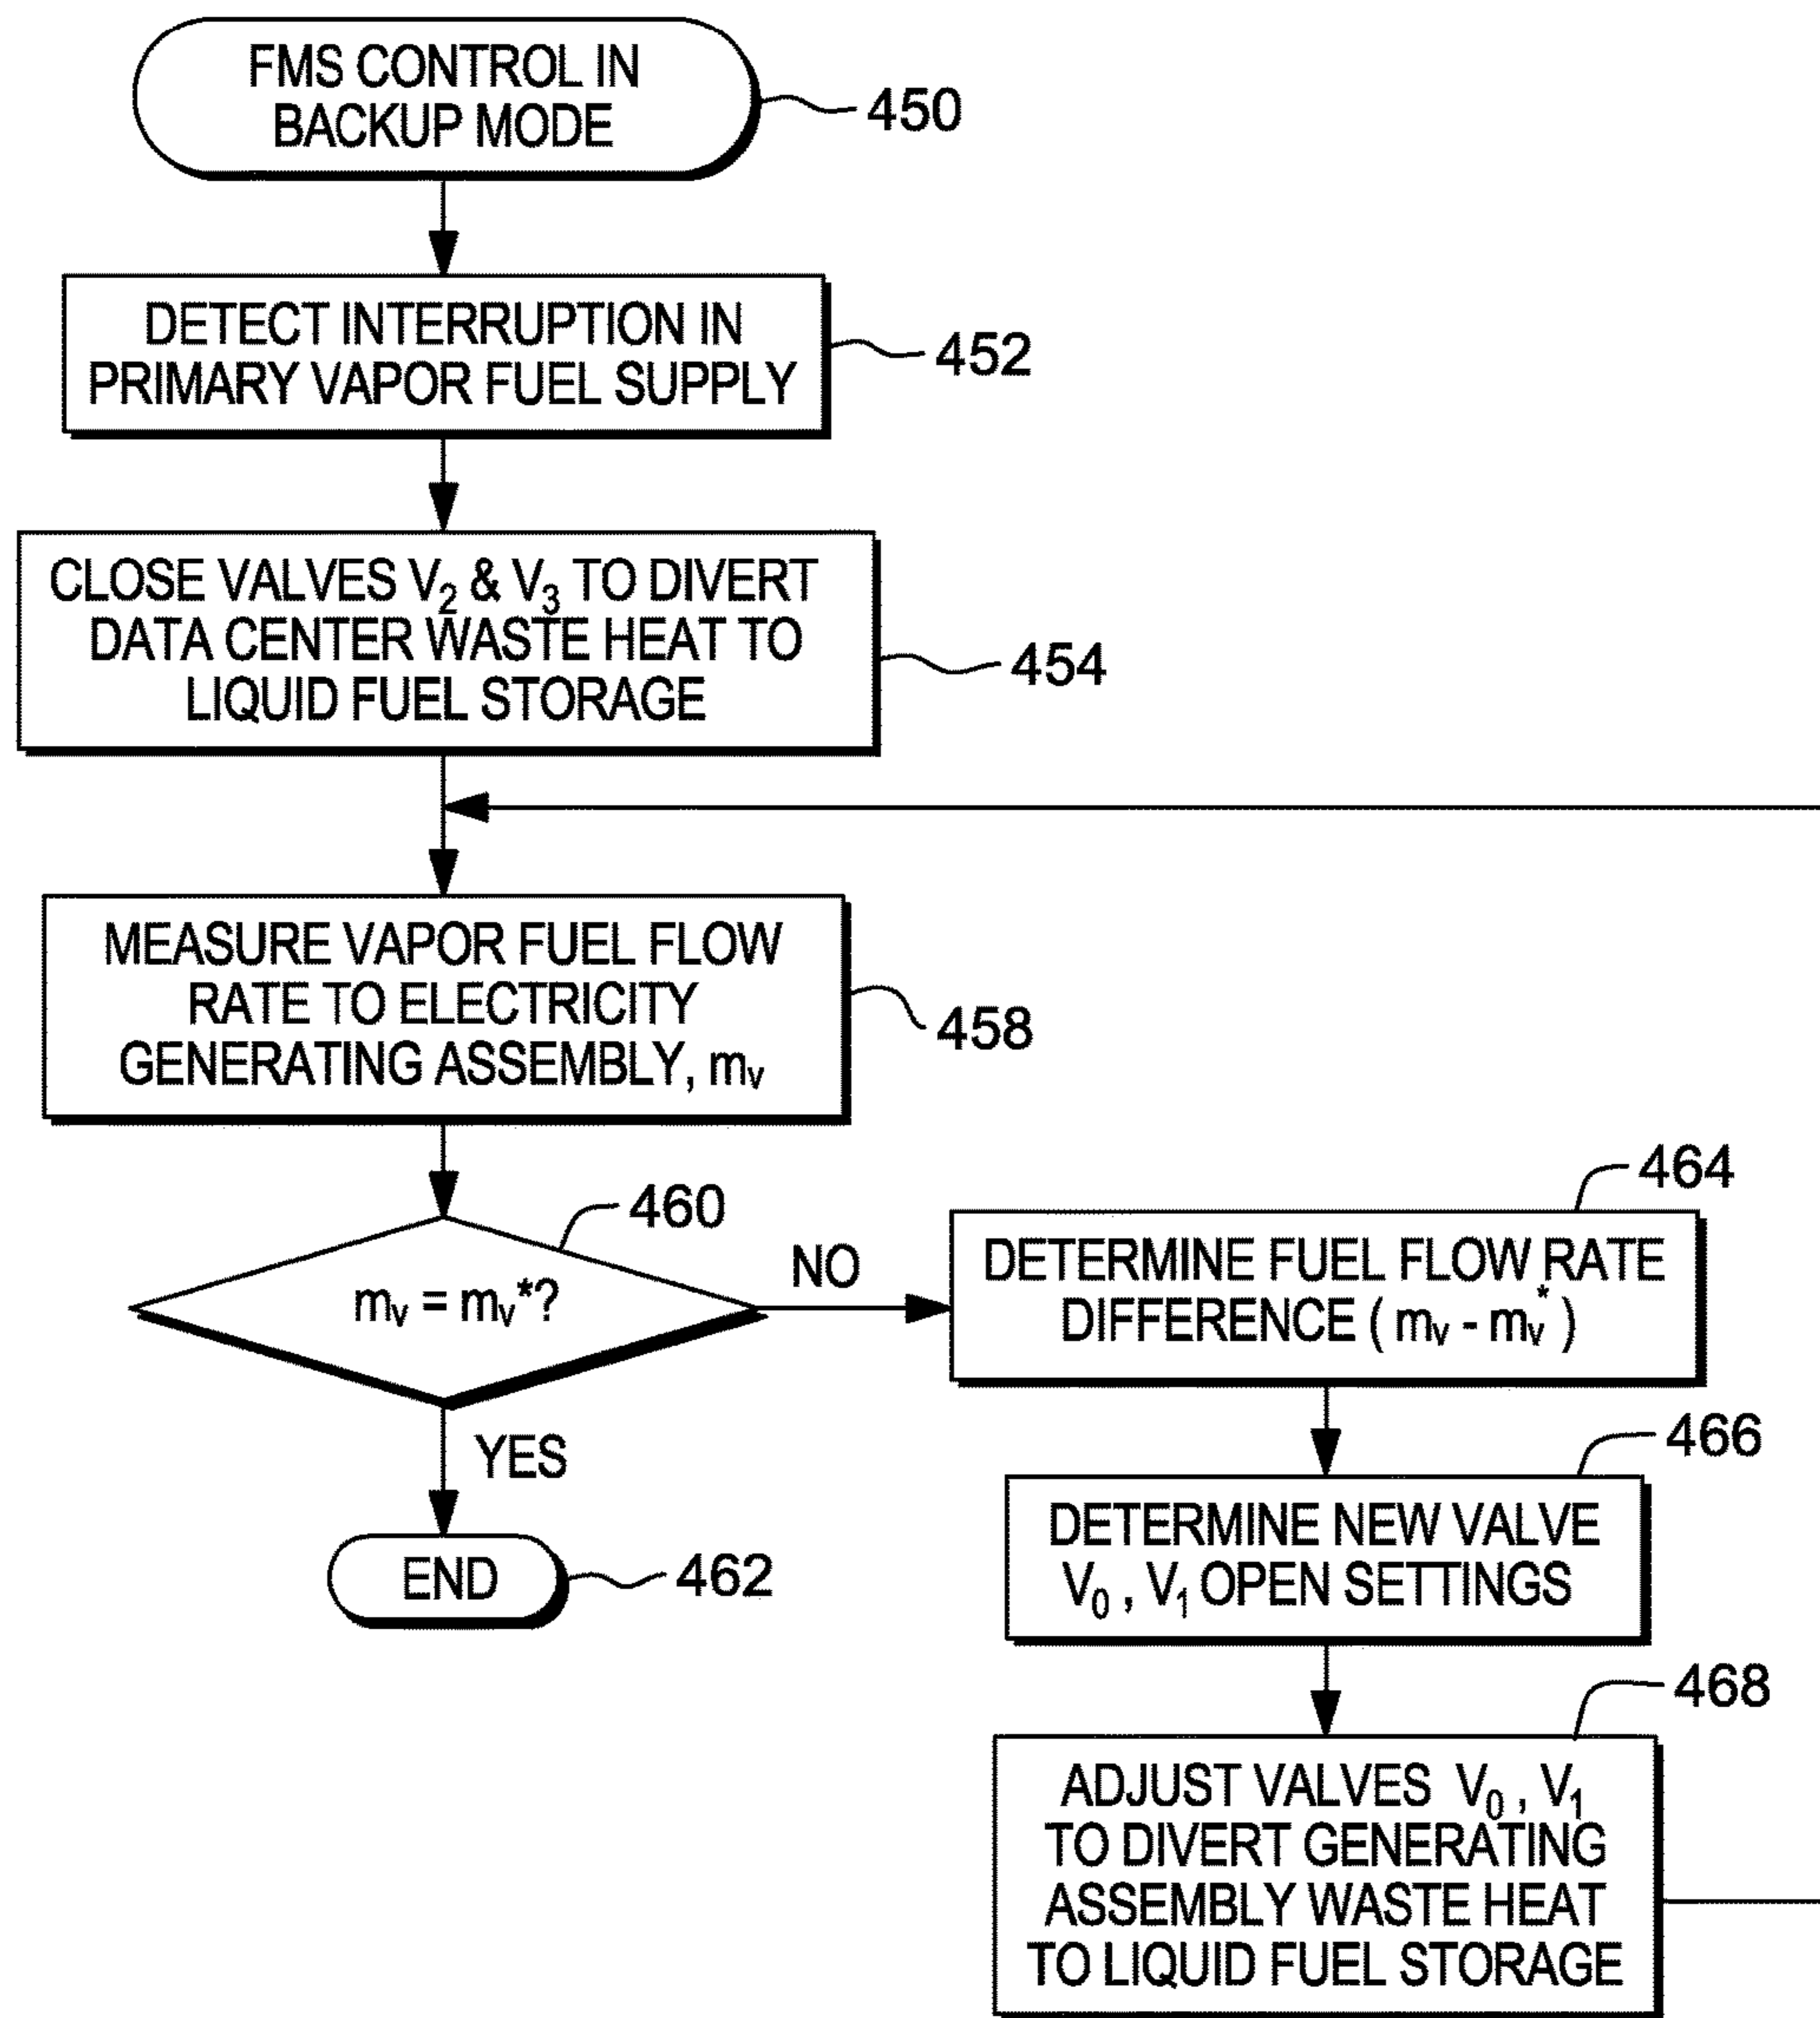 FMS CONTROL IN
BACKUP MODE
450
DETECT INTERRUPTION IN
PRIMARY VAPOR FUEL SUPPLY
452
CLOSE VALVES V₂ & V₃ TO DIVERT
DATA CENTER WASTE HEAT TO
LIQUID FUEL STORAGE
454
MEASURE VAPOR FUEL FLOW
RATE TO ELECTRICITY
GENERATING ASSEMBLY, mᵥ
458
460
mᵥ = mᵥ*?
NO
YES
END
462
464
DETERMINE FUEL FLOW RATE
DIFFERENCE ( mᵥ - mᵥ* )
466
DETERMINE NEW VALVE
V₀ , V₁ OPEN SETTINGS
468
ADJUST VALVES V₀ , V₁
TO DIVERT GENERATING
ASSEMBLY WASTE HEAT
TO LIQUID FUEL STORAGE